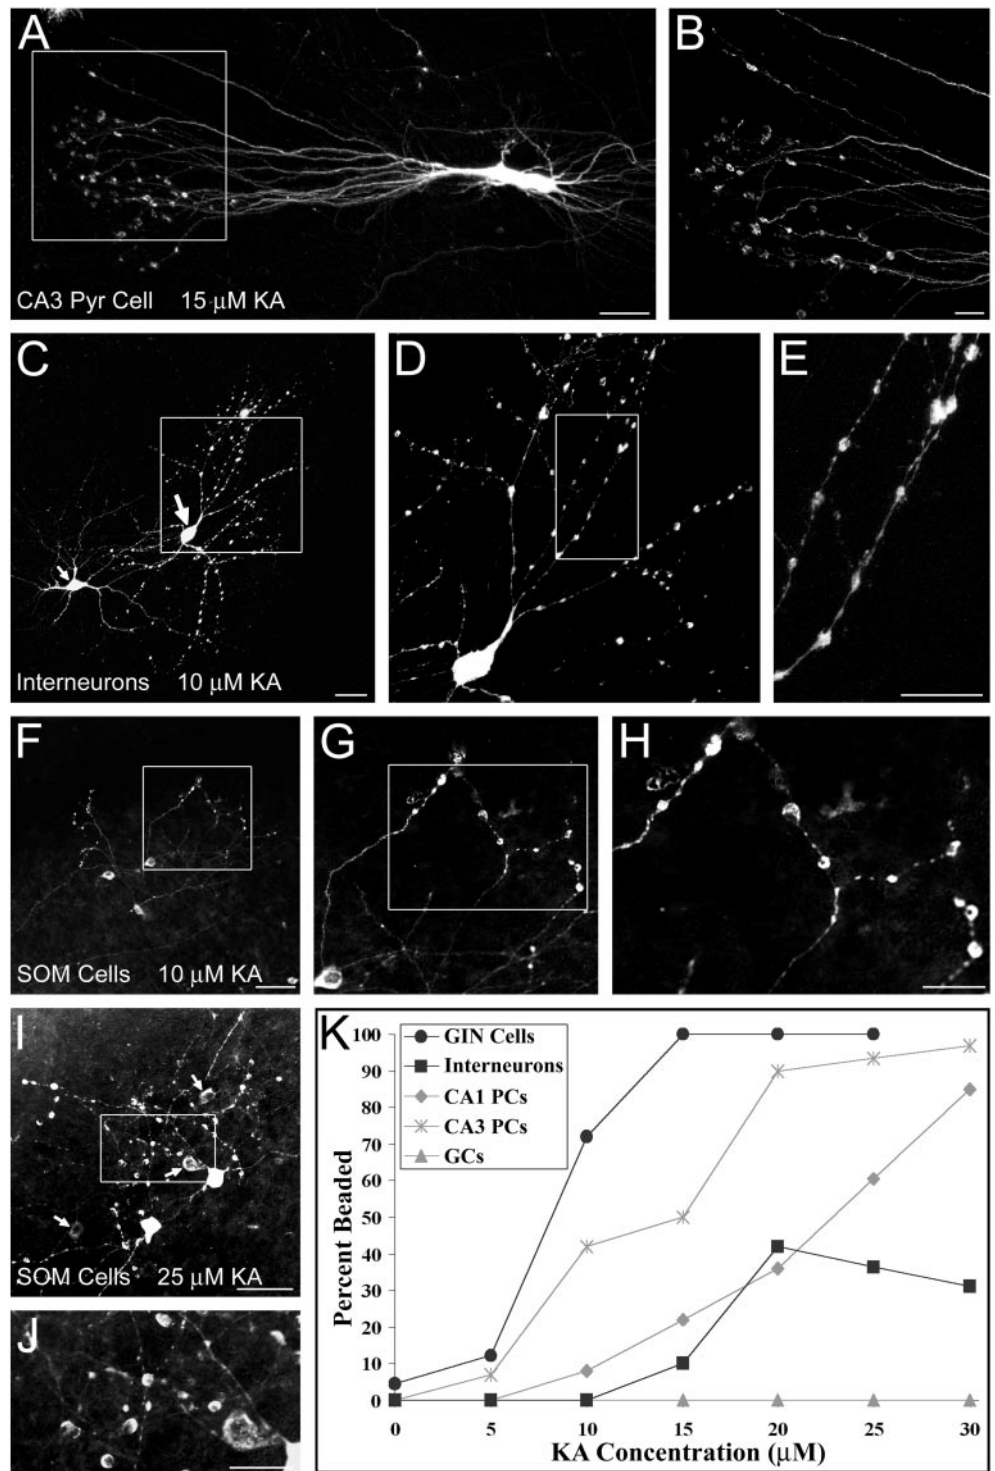 A
B
CA3 Pyr Cell 15 μM KA
C
D
E
Interneurons 10 μM KA
F
G
H
SOM Cells 10 μM KA
I
SOM Cells 25 μM KA
J
K
GIN Cells
Interneurons
CA1 PCs
CA3 PCs
GCs
Percent Beaded
100
90
80
70
60
50
40
30
20
10
0
0 5 10 15 20 25 30
KA Concentration (μM)